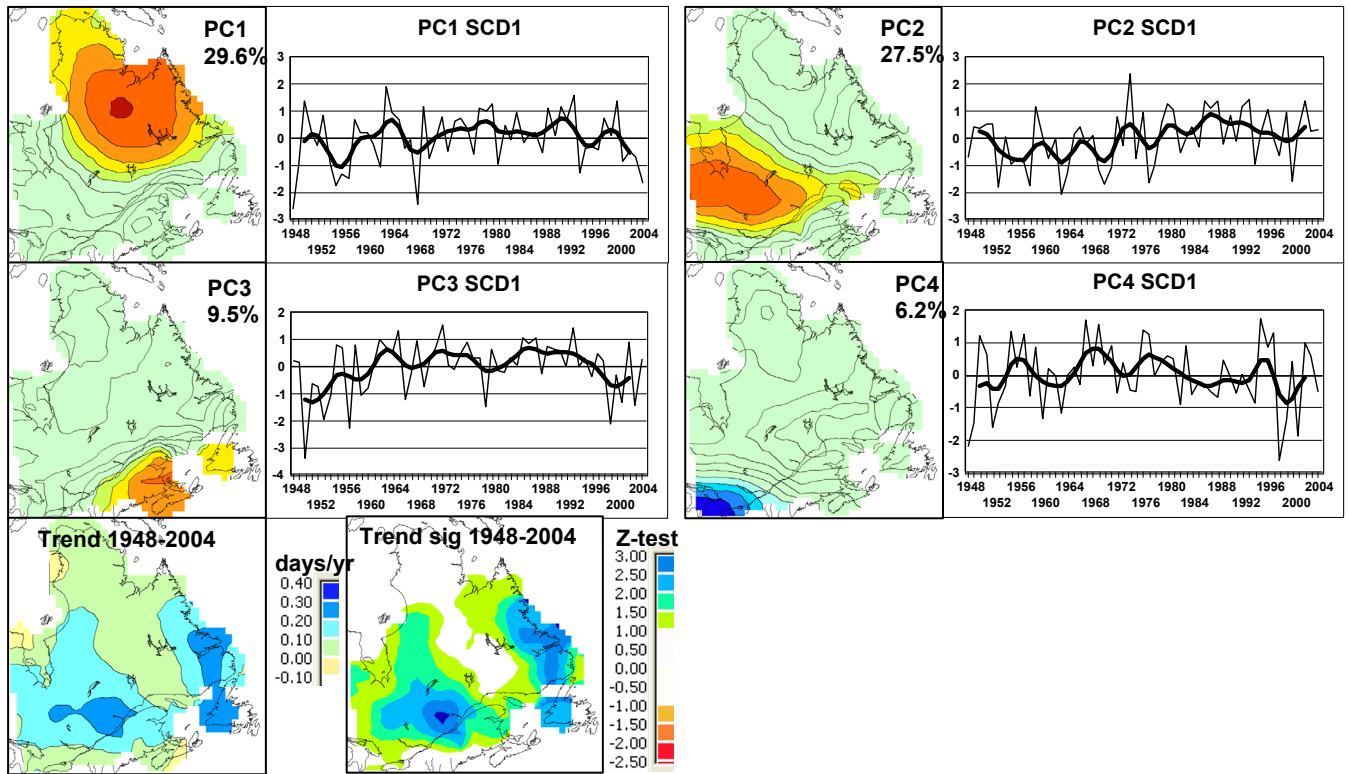 PC1
29.6%
PC1 SCD1
3
2
1
0
-1
-2
-3
1948 1956 1964 1972 1980 1988 1996 2004
1952 1960 1968 1976 1984 1992 2000
PC2
27.5%
PC2 SCD1
3
2
1
0
-1
-2
-3
1948 1956 1964 1972 1980 1988 1996 2004
1952 1960 1968 1976 1984 1992 2000
PC3
9.5%
PC3 SCD1
2
1
0
-1
-2
-3
-4
1948 1956 1964 1972 1980 1988 1996 2004
1952 1960 1968 1976 1984 1992 2000
PC4
6.2%
PC4 SCD1
2
1
0
-1
-2
-3
1948 1956 1964 1972 1980 1988 1996 2004
1952 1960 1968 1976 1984 1992 2000
Trend 1948-2004
days/yr
0.40
0.30
0.20
0.10
0.00
-0.10
Trend sig 1948-2004
Z-test
3.00
2.50
2.00
1.50
1.00
0.50
0.00
-0.50
-1.00
-1.50
-2.00
-2.50